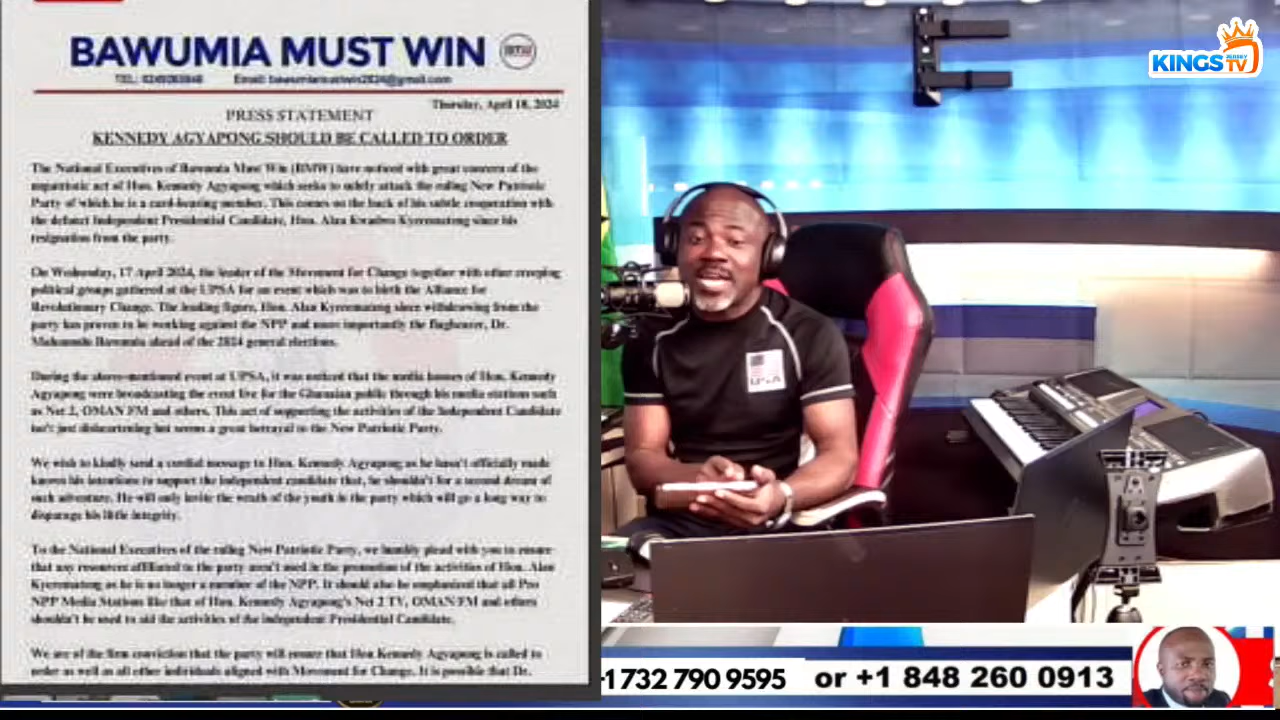 BAWUMIA MUST WIN
Email: bawumiamustwin2024@gmail.com
Thursday, April 18, 2024
PRESS STATEMENT
KENNEDY AGYAPONG SHOULD BE CALLED TO ORDER
The National Executives of Bawumia Must Win (BMW) have noticed with great concern of the
unpatriotic act of Hon. Kennedy Agyapong which seeks to subtly attack the ruling New Patriotic
Party of which he is a card-bearing member. This comes on the back of his subtle cooperation with
the defunct Independent Presidential Candidate, Hon. Alan Kwadwo Kyeremateng since his
resignation from the party.
On Wednesday, 17 April 2024, the leader of the Movement for Change together with other creeping
political groups gathered at the UPSA for an event which was to birth the Alliance for
Revolutionary Change. The leading figure, Hon. Alan Kyeremateng since withdrawing from the
party has proven to be working against the NPP and more importantly the flagbearer, Dr.
Mahamudu Bawumia ahead of the 2024 general elections.
During the above-mentioned event at UPSA, it was noticed that the media houses of Hon. Kennedy
Agyapong were broadcasting the event live for the Ghanaian public through his media stations such
as Net 2, OMAN FM and others. This act of supporting the activities of the Independent Candidate
isn't just disheartening but seems a great betrayal to the New Patriotic Party.
We wish to kindly send a cordial message to Hon. Kennedy Agyapong as he hasn't officially made
known his intentions to support the independent candidate that, he shouldn't for a second dream of
such adventure. He will only invite the wrath of the youth in the party which will go a long way to
disparage his little integrity.
To the National Executives of the ruling New Patriotic Party, we humbly plead with you to ensure
that any resources affiliated to the party aren't used in the promotion of the activities of Hon. Alan
Kyeremateng as he is no longer a member of the NPP. It should also be emphasized that all Pro
NPP Media Stations like that of Hon. Kennedy Agyapong's Net 2 TV, OMAN FM and others
shouldn't be used to aid the activities of the independent Presidential Candidate.
We are of the firm conviction that the party will ensure that Hon Kennedy Agyapong is called to
order as well as all other individuals aligned with Movement for Change. It is possible that Dr.
KINGS TV
USA
+1 732 790 9595 or +1 848 260 0913